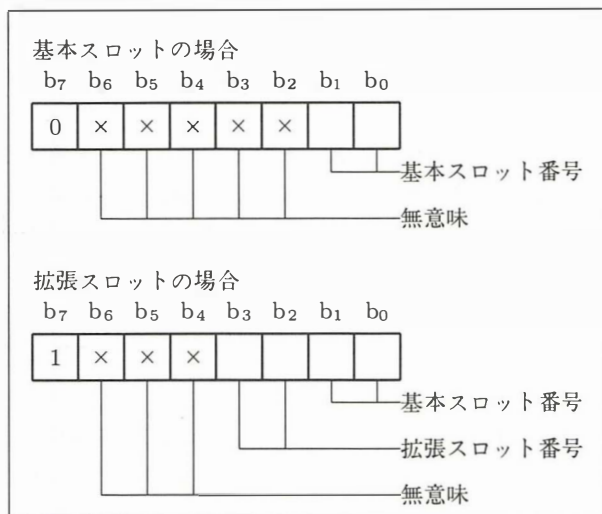 基本スロットの場合
b₇ b₆ b₅ b₄ b₃ b₂ b₁ b₀
0 × × × × ×
基本スロット番号
無意味
拡張スロットの場合
b₇ b₆ b₅ b₄ b₃ b₂ b₁ b₀
1 × × ×
基本スロット番号
拡張スロット番号
無意味